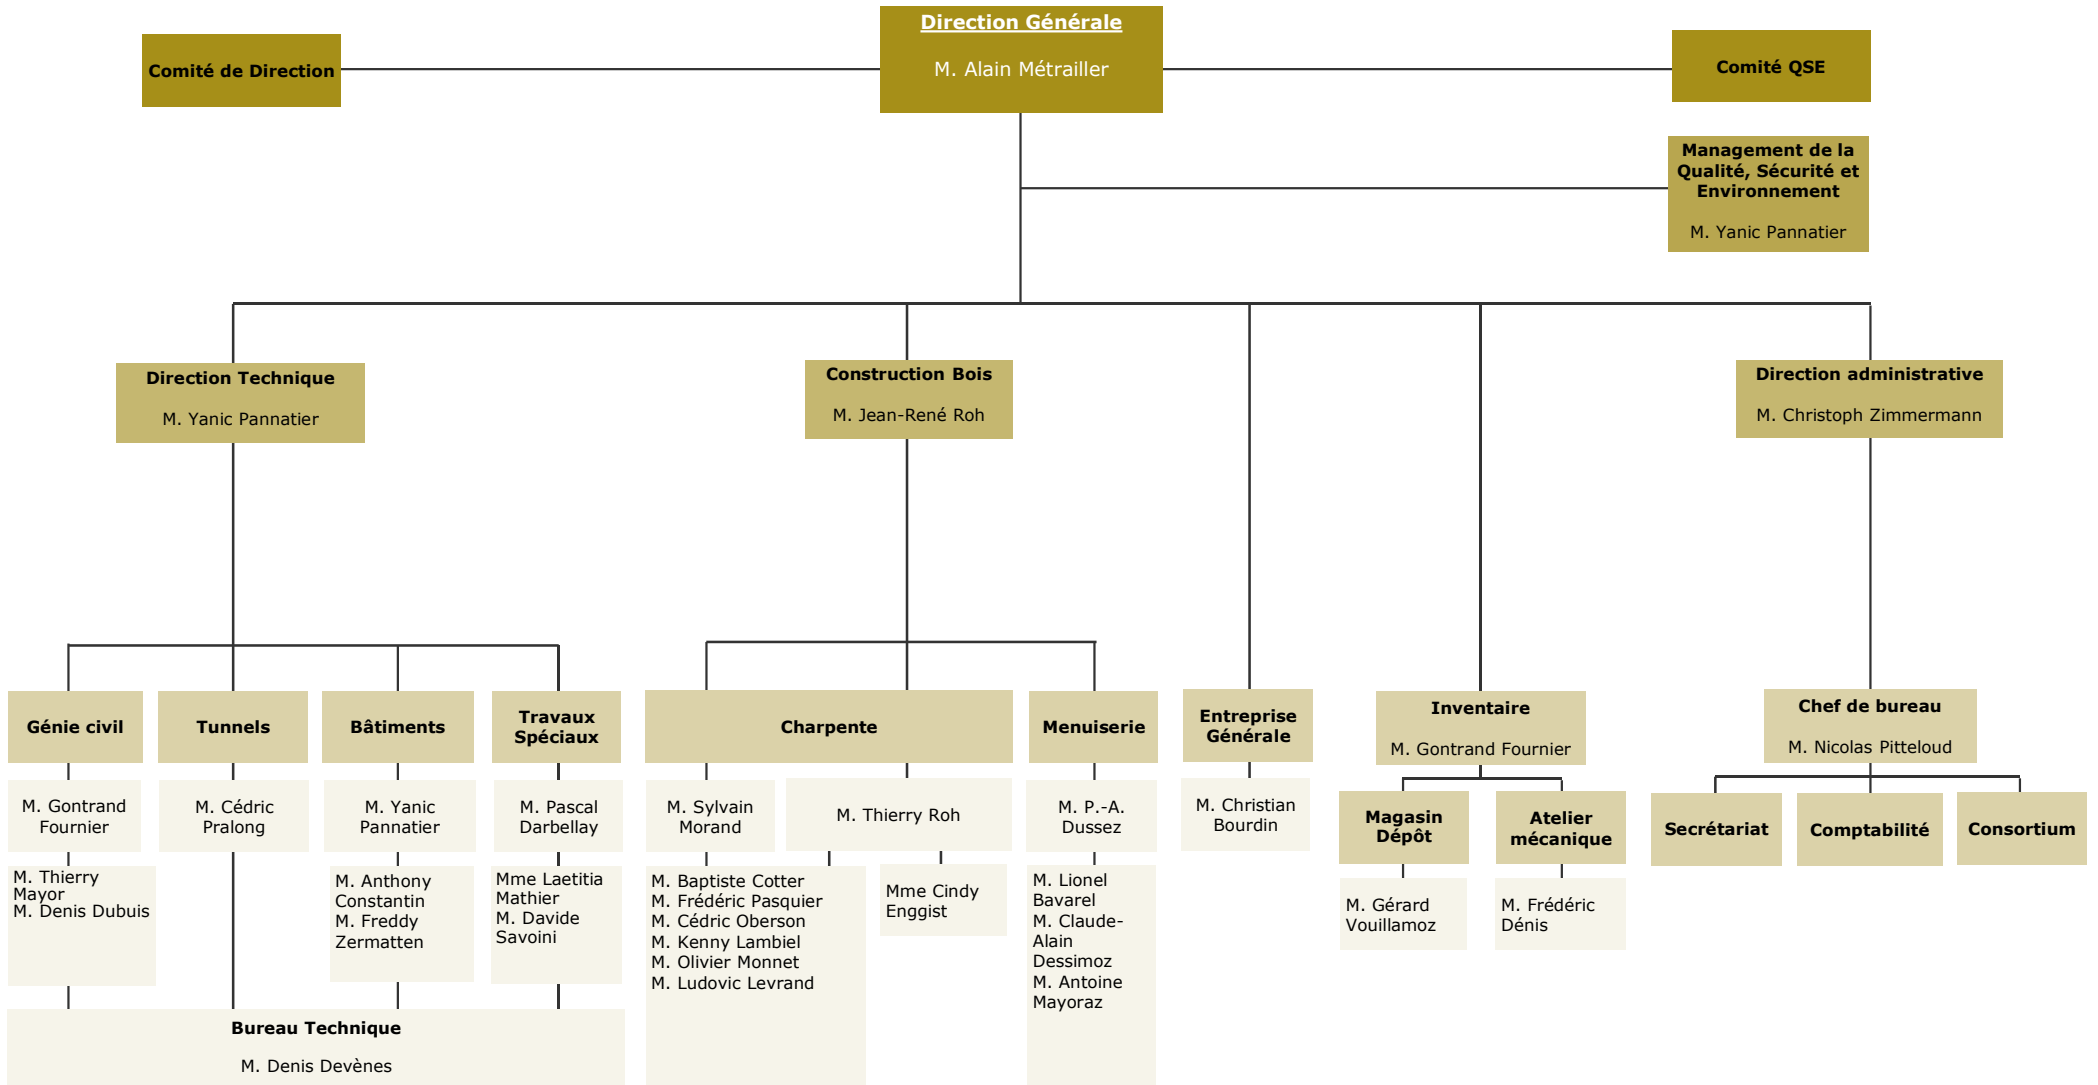 Direction Générale
M. Alain Métrailler
Comité de Direction
Comité QSE
Management de la
Qualité, Sécurité et
Environnement
M. Yanic Pannatier
Direction Technique
M. Yanic Pannatier
Construction Bois
M. Jean-René Roh
Direction administrative
M. Christoph Zimmermann
Génie civil
Tunnels
Bâtiments
Travaux
Spéciaux
Charpente
Menuiserie
Entreprise
Générale
Inventaire
M. Gontrand Fournier
Chef de bureau
M. Nicolas Pitteloud
M. Gontrand
Fournier
M. Cédric
Pralong
M. Yanic
Pannatier
M. Pascal
Darbellay
M. Sylvain
Morand
M. Thierry Roh
M. P.-A.
Dussez
M. Christian
Bourdin
Magasin
Dépôt
Atelier
mécanique
Secrétariat
Comptabilité
Consortium
M. Thierry
Mayor
M. Denis Dubuis
M. Anthony
Constantin
M. Freddy
Zermatten
Mme Laetitia
Mathier
M. Davide
Savoini
M. Baptiste Cotter
M. Frédéric Pasquier
M. Cédric Oberson
M. Kenny Lambiel
M. Olivier Monnet
M. Ludovic Levrand
Mme Cindy
Enggist
M. Lionel
Bavarel
M. Claude-
Alain
Dessimoz
M. Antoine
Mayoraz
M. Gérard
Vouillamoz
M. Frédéric
Dénis
Bureau Technique
M. Denis Devènes